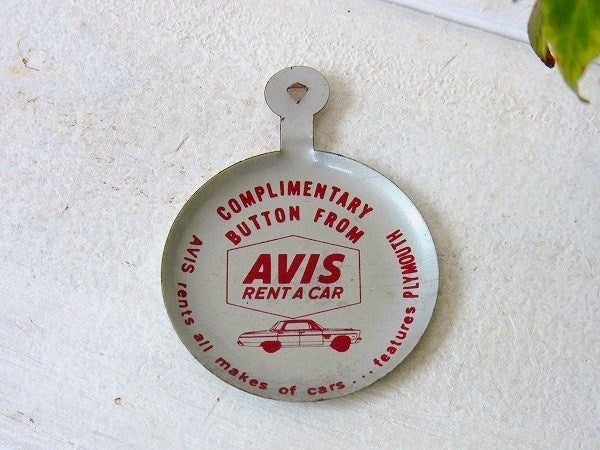 COMPLIMENTARY
BUTTON FROM
AVIS
RENT A CAR
AVIS rents all makes of cars ... features PLYMOUTH